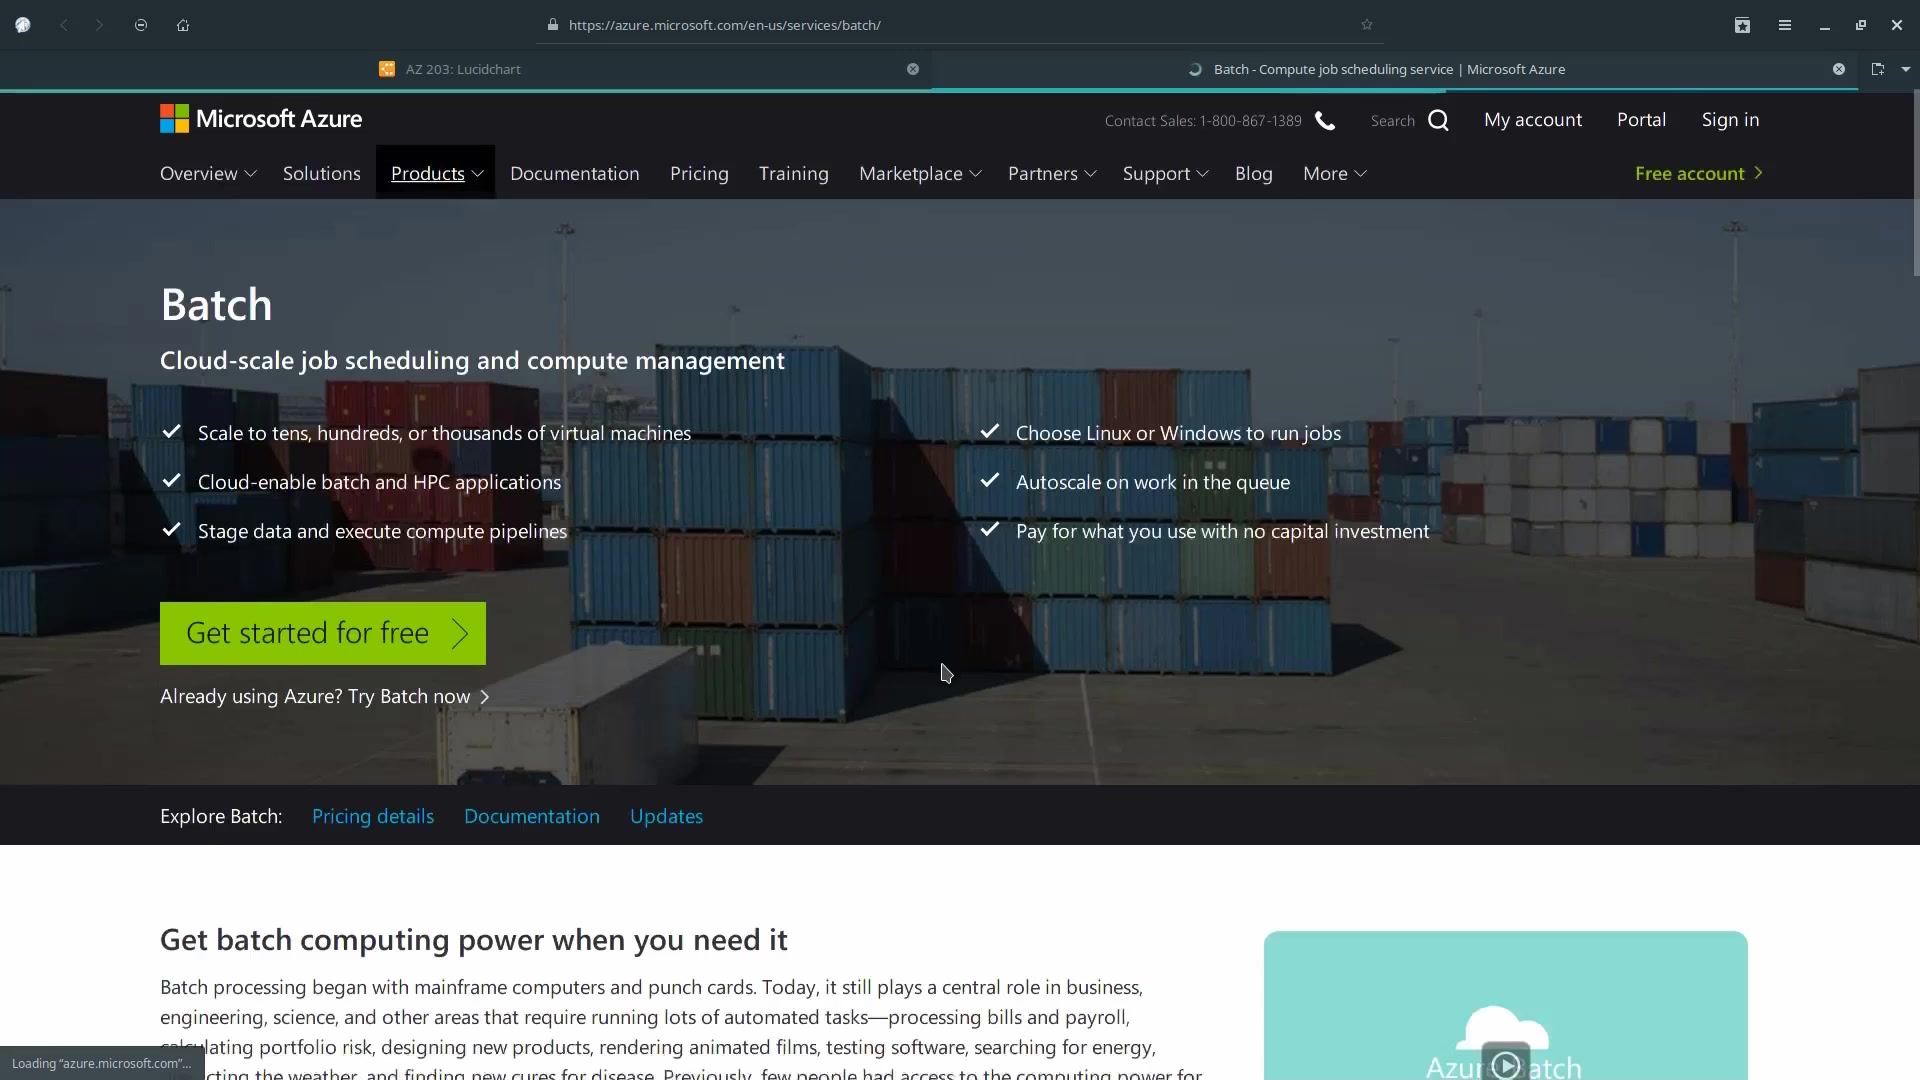 https://azure.microsoft.com/en-us/services/batch/
AZ 203: Lucidchart
Batch - Compute job scheduling service | Microsoft Azure
Microsoft Azure
Contact Sales: 1-800-867-1389
Search
My account
Portal
Sign in
Overview
Solutions
Products
Documentation
Pricing
Training
Marketplace
Partners
Support
Blog
More
Free account
Batch
Cloud-scale job scheduling and compute management
Scale to tens, hundreds, or thousands of virtual machines
Choose Linux or Windows to run jobs
Cloud-enable batch and HPC applications
Autoscale on work in the queue
Stage data and execute compute pipelines
Pay for what you use with no capital investment
Get started for free
Already using Azure? Try Batch now
Explore Batch: Pricing details Documentation Updates
Get batch computing power when you need it
Batch processing began with mainframe computers and punch cards. Today, it still plays a central role in business,
engineering, science, and other areas that require running lots of automated tasks—processing bills and payroll,
calculating portfolio risk, designing new products, rendering animated films, testing software, searching for energy,
the weather, and finding new cures for disease. Previously, few people had access to the computing power for
Azure Batch
Loading “azure.microsoft.com”...